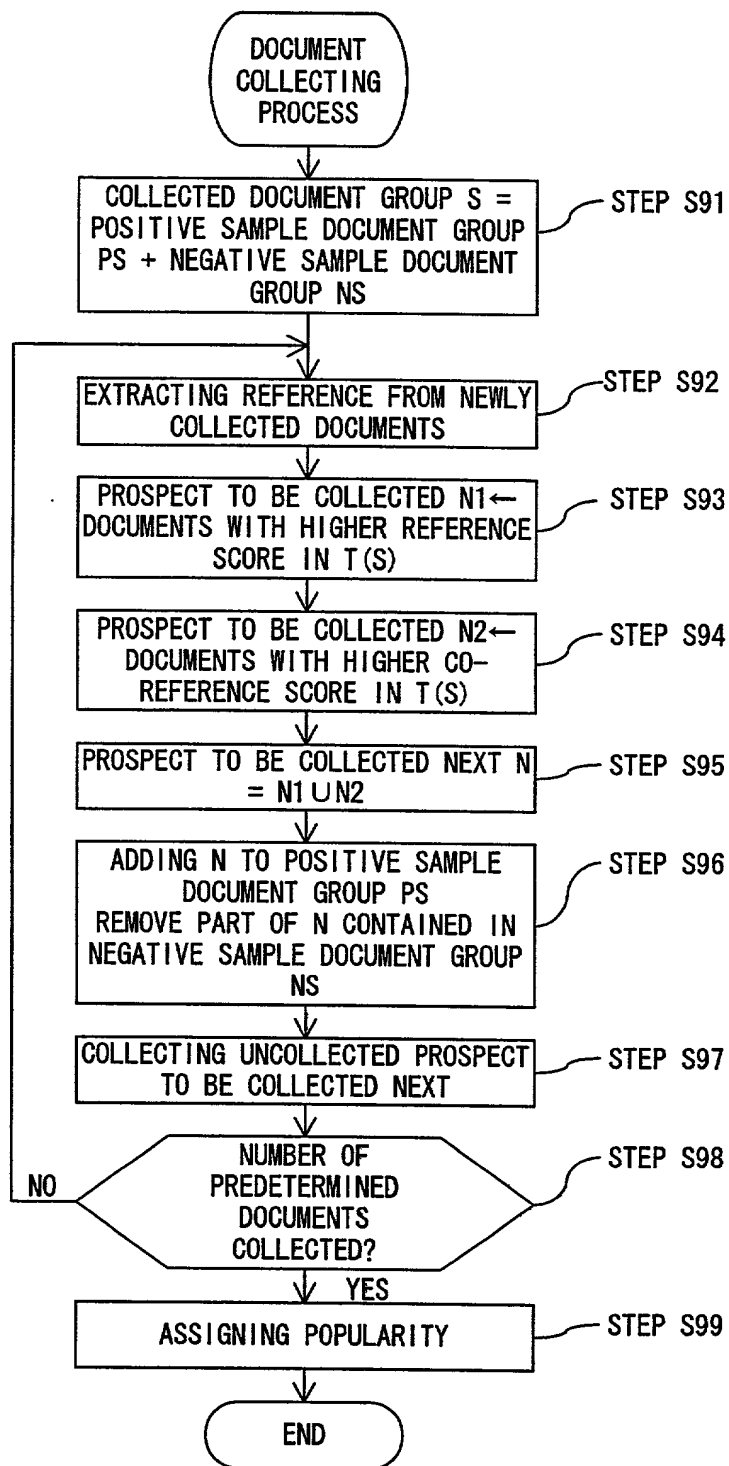 DOCUMENT
COLLECTING
PROCESS
COLLECTED DOCUMENT GROUP S =
POSITIVE SAMPLE DOCUMENT GROUP
PS + NEGATIVE SAMPLE DOCUMENT
GROUP NS
STEP S91
EXTRACTING REFERENCE FROM NEWLY
COLLECTED DOCUMENTS
STEP S92
PROSPECT TO BE COLLECTED N1←
DOCUMENTS WITH HIGHER REFERENCE
SCORE IN T(S)
STEP S93
PROSPECT TO BE COLLECTED N2←
DOCUMENTS WITH HIGHER CO-
REFERENCE SCORE IN T(S)
STEP S94
PROSPECT TO BE COLLECTED NEXT N
= N1∪N2
STEP S95
ADDING N TO POSITIVE SAMPLE
DOCUMENT GROUP PS
REMOVE PART OF N CONTAINED IN
NEGATIVE SAMPLE DOCUMENT GROUP
NS
STEP S96
COLLECTING UNCOLLECTED PROSPECT
TO BE COLLECTED NEXT
STEP S97
NUMBER OF
PREDETERMINED
DOCUMENTS
COLLECTED?
STEP S98
NO
YES
ASSIGNING POPULARITY
STEP S99
END